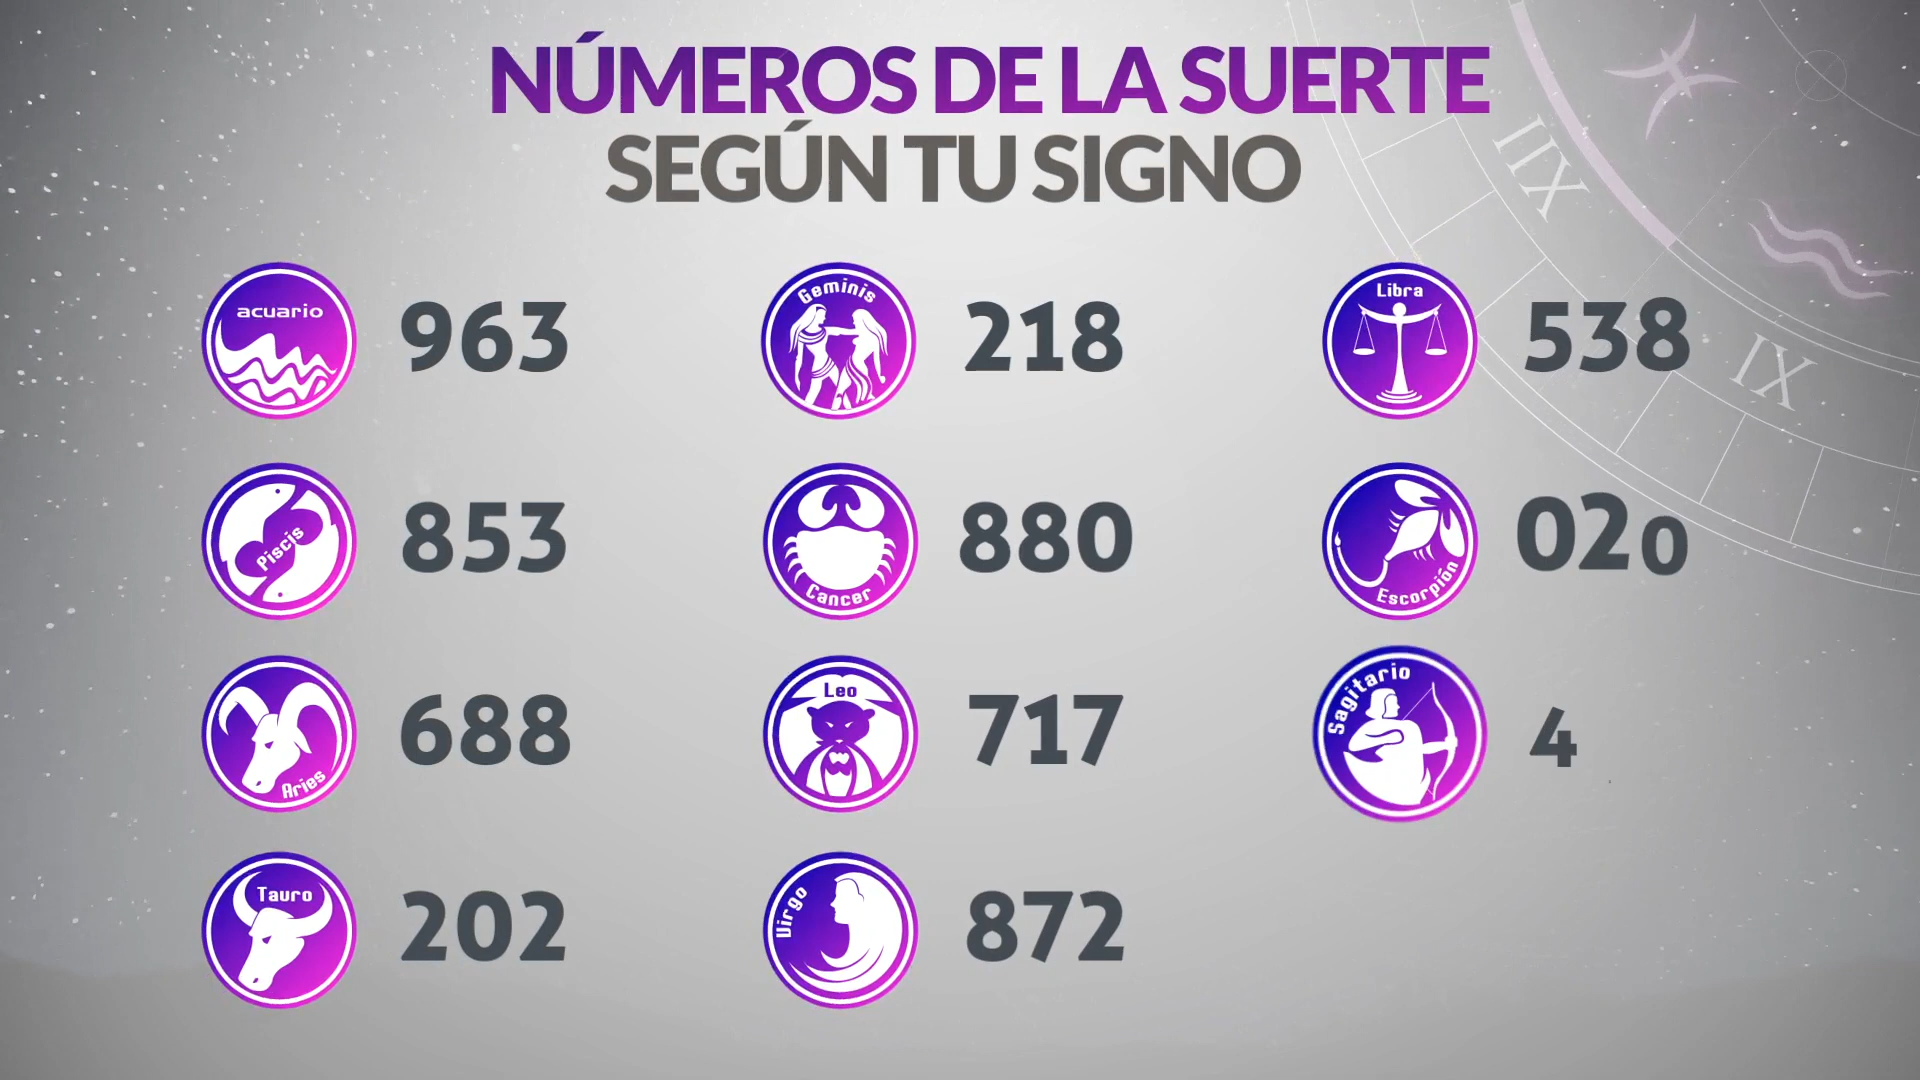 NÚMEROS DE LA SUERTE
SEGÚN TU SIGNO
acuario 963
Geminis 218
Libra 538
Piscis 853
Cancer 880
Escorpión 020
Aries 688
Leo 717
Sagitario 4
Tauro 202
Virgo 872
XII
XI